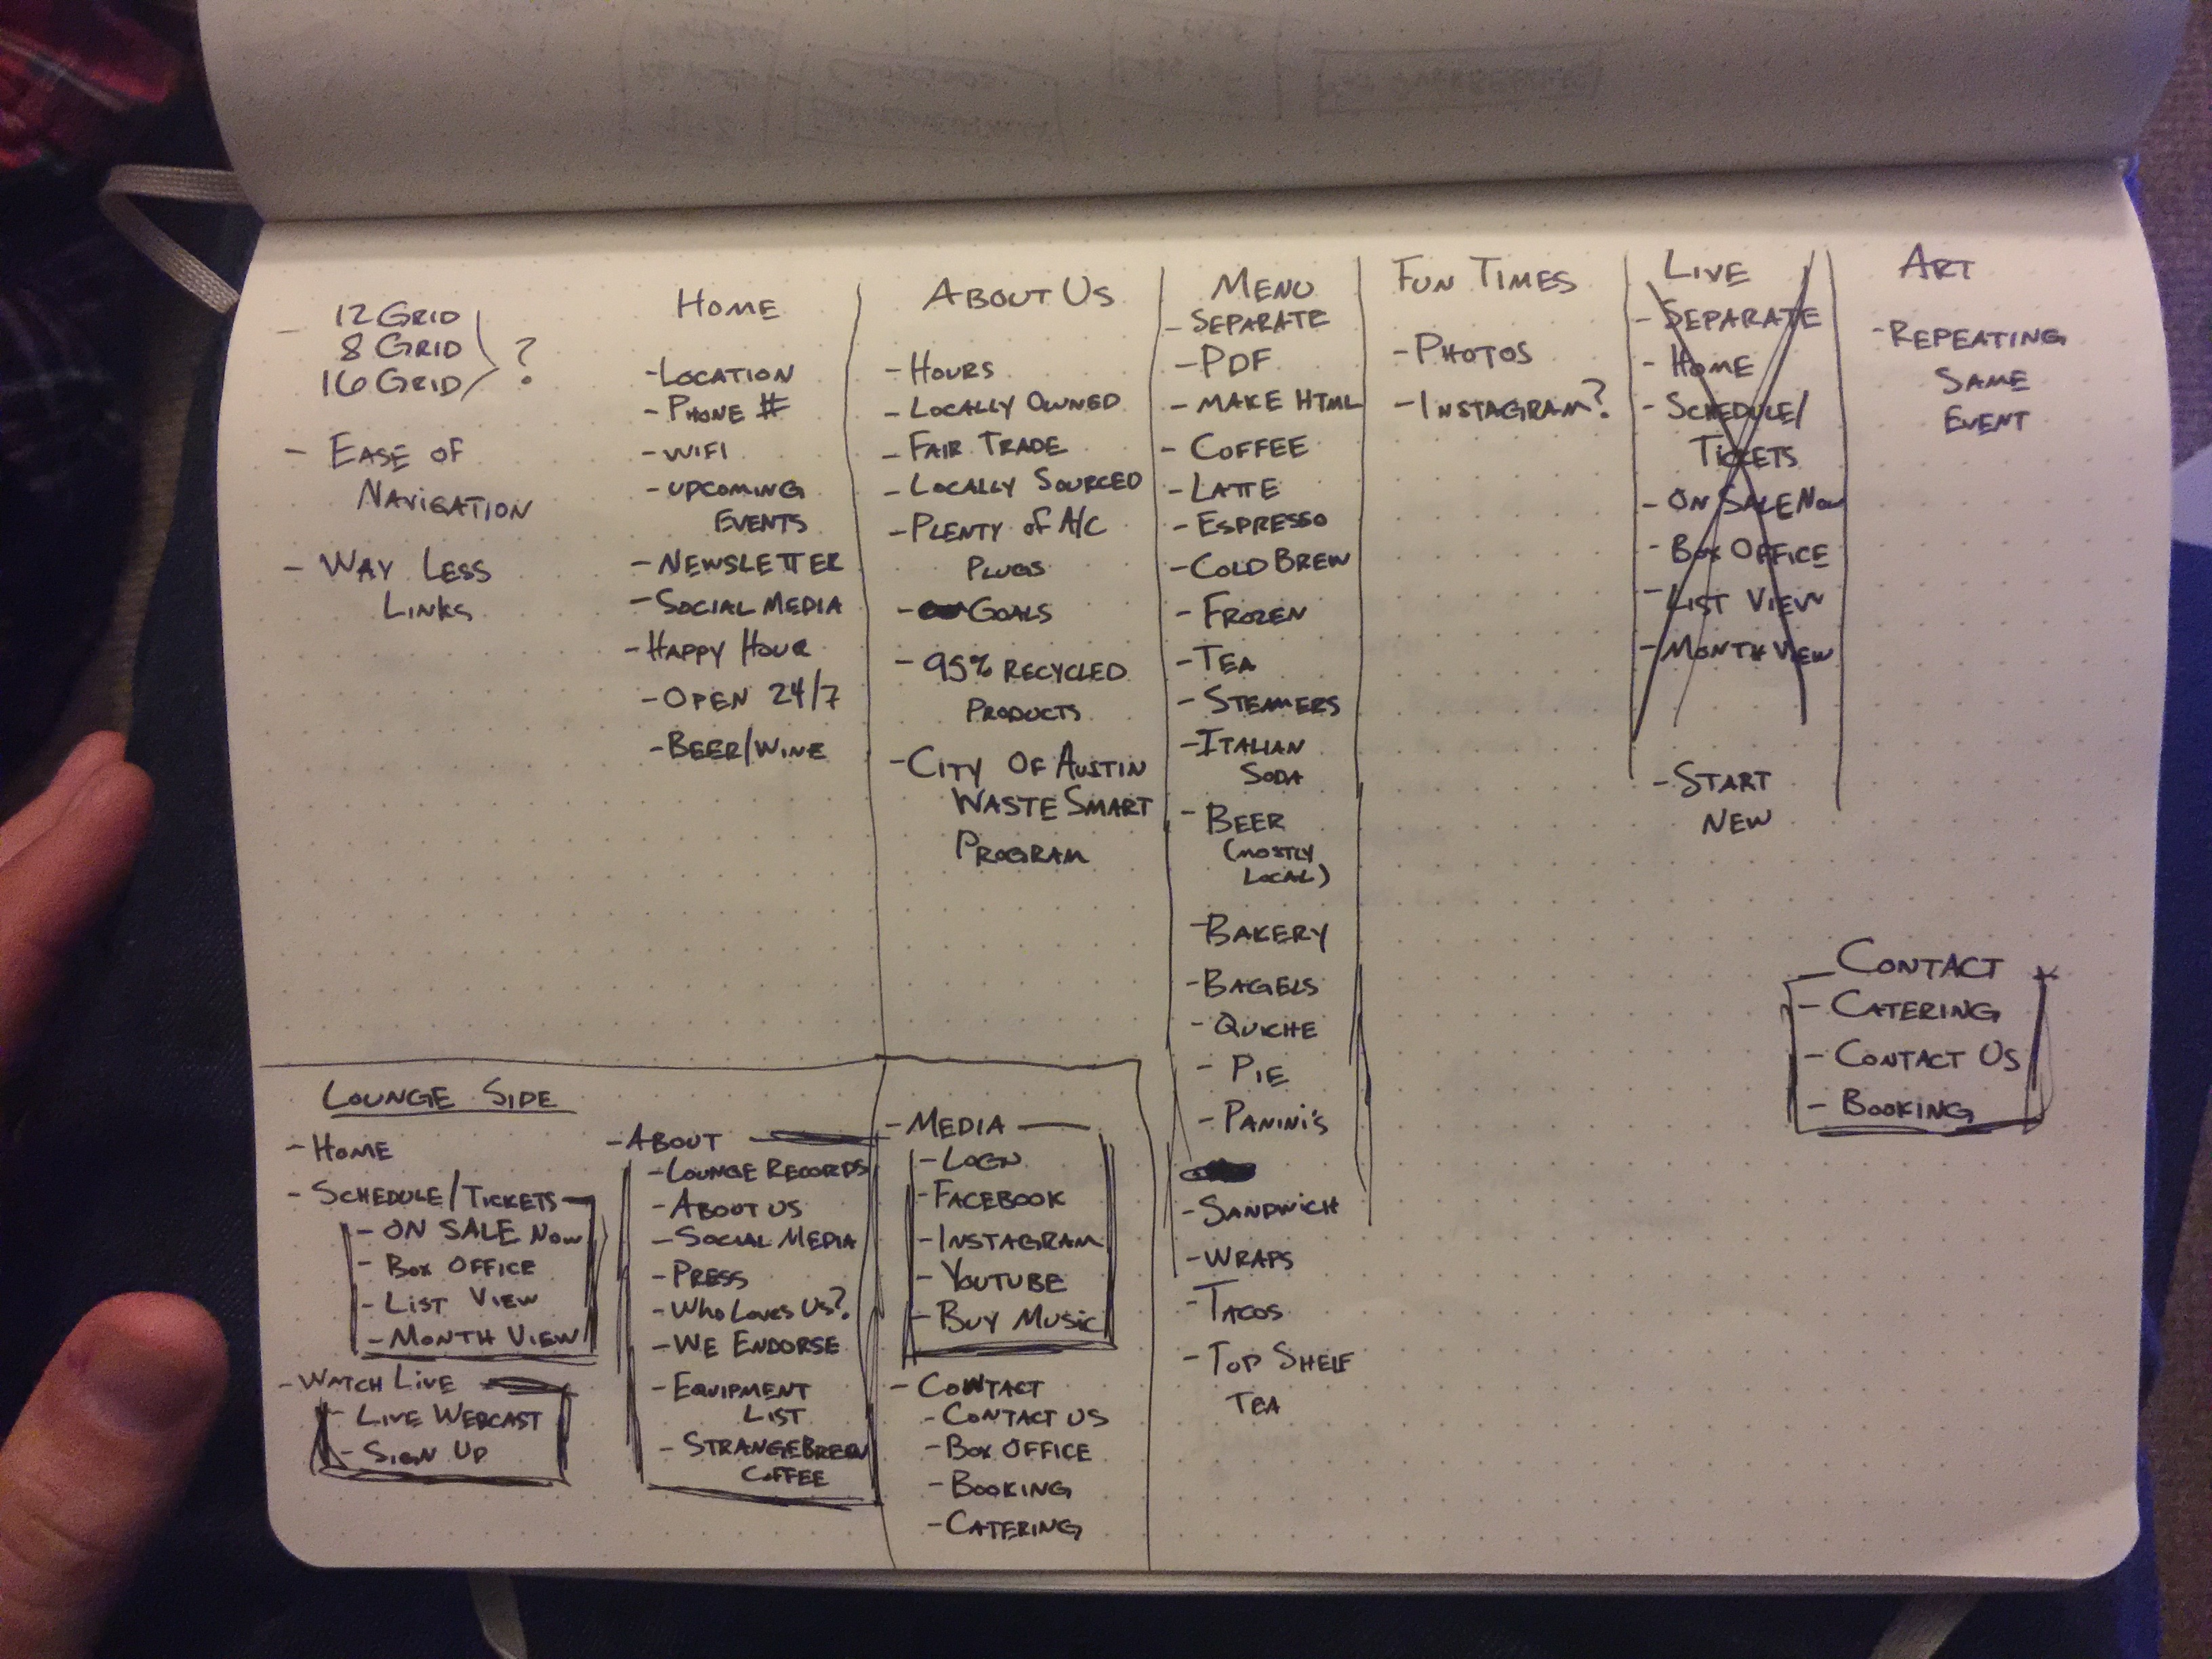 - 12 GRID
8 GRID
16 GRID
?
- EASE OF
NAVIGATION
- WAY LESS
LINKS
HOME
- LOCATION
- PHONE #
- WIFI
- UPCOMING
EVENTS
- NEWSLETTER
- SOCIAL MEDIA
- HAPPY HOUR
- OPEN 24/7
- BEER/WINE
ABOUT US
- HOURS
- LOCALLY OWNED
- FAIR TRADE
- LOCALLY SOURCED
- PLENTY OF A/C
PLUGS
- GOALS
- 95% RECYCLED
PRODUCTS
- CITY OF AUSTIN
WASTE SMART
PROGRAM
MENU
- SEPARATE
- PDF
- MAKE HTML
- COFFEE
- LATTE
- ESPRESSO
- COLD BREW
- FROZEN
- TEA
- STEAMERS
- ITALIAN
SODA
- BEER
(MOSTLY
LOCAL)
- BAKERY
- BAGELS
- QUICHE
- PIE
- PANINI'S
- SANDWICH
- WRAPS
- TACOS
- TOP SHELF
TEA
FUN TIMES
- PHOTOS
- INSTAGRAM?
LIVE
- SEPARATE
- HOME
- SCHEDULE/
TICKETS
- ON SALE NOW
- BOX OFFICE
- LIST VIEW
- MONTH VIEW
- START
NEW
ART
- REPEATING
SAME
EVENT
CONTACT
- CATERING
- CONTACT US
- BOOKING
LOUNGE SIDE
- HOME
- SCHEDULE/TICKETS
- ON SALE NOW
- BOX OFFICE
- LIST VIEW
- MONTH VIEW
- WATCH LIVE
- LIVE WEBCAST
- SIGN UP
- ABOUT
- LOUNGE RECORDS
- ABOUT US
- SOCIAL MEDIA
- PRESS
- WHO LOVES US?
- WE ENDORSE
- EQUIPMENT
LIST
- STRANGEBREW
COFFEE
- MEDIA
- LOGN
- FACEBOOK
- INSTAGRAM
- YOUTUBE
- BUY MUSIC
- CONTACT
- CONTACT US
- BOX OFFICE
- BOOKING
- CATERING